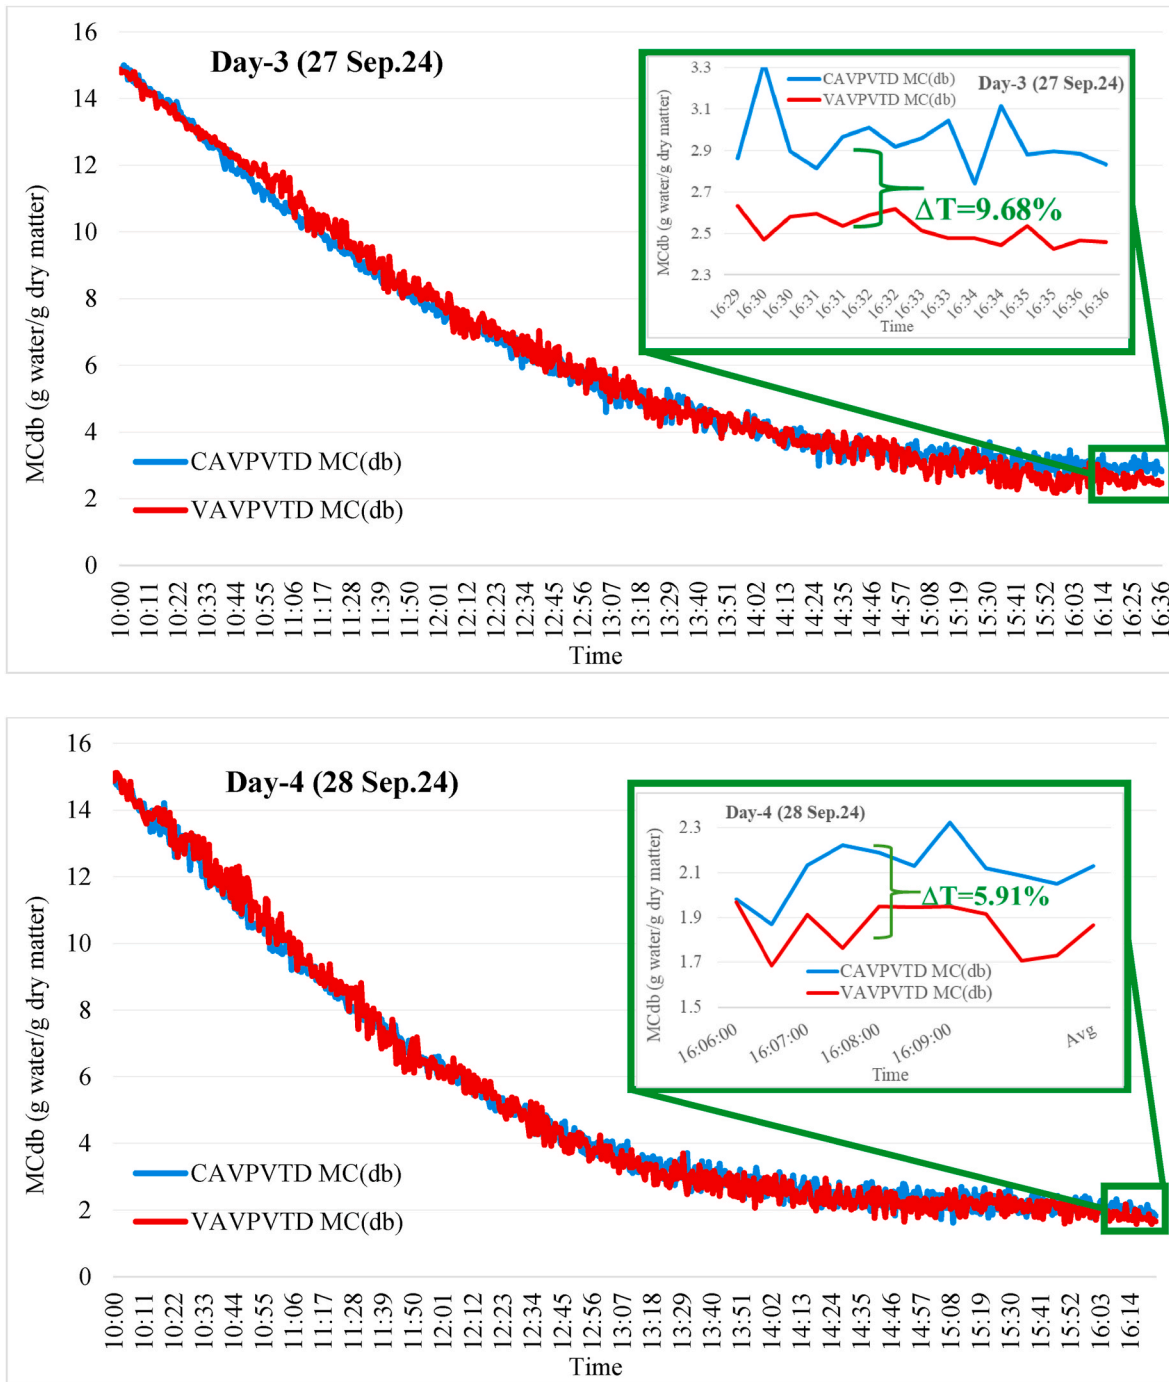 16
14
12
10
8
6
4
2
0
MCdb (g water/g dry matter)
Day-3 (27 Sep.24)
CAVPVTD MC(db)
VAVPVTD MC(db)
10:00 10:11 10:22 10:33 10:44 10:55 11:06 11:17 11:28 11:39 11:50 12:01 12:12 12:23 12:34 12:45 12:56 13:07 13:18 13:29 13:40 13:51 14:02 14:13 14:24 14:35 14:46 14:57 15:08 15:19 15:30 15:41 15:52 16:03 16:14 16:25 16:36
Time
3.3
3.1
2.9
2.7
2.5
2.3
MCdb (g water/g dry matter)
CAVPVTD MC(db)
VAVPVTD MC(db)
Day-3 (27 Sep.24)
ΔT=9.68%
16:29 16:30 16:30 16:31 16:31 16:32 16:32 16:33 16:33 16:34 16:34 16:35 16:35 16:36 16:36
Time
16
14
12
10
8
6
4
2
0
MCdb (g water/g dry matter)
Day-4 (28 Sep.24)
CAVPVTD MC(db)
VAVPVTD MC(db)
10:00 10:11 10:22 10:33 10:44 10:55 11:06 11:17 11:28 11:39 11:50 12:01 12:12 12:23 12:34 12:45 12:56 13:07 13:18 13:29 13:40 13:51 14:02 14:13 14:24 14:35 14:46 14:57 15:08 15:19 15:30 15:41 15:52 16:03 16:14
Time
2.3
2.1
1.9
1.7
1.5
MCdb (g water/g dry matter)
Day-4 (28 Sep.24)
ΔT=5.91%
CAVPVTD MC(db)
VAVPVTD MC(db)
16:06:00 16:07:00 16:08:00 16:09:00 Avg
Time